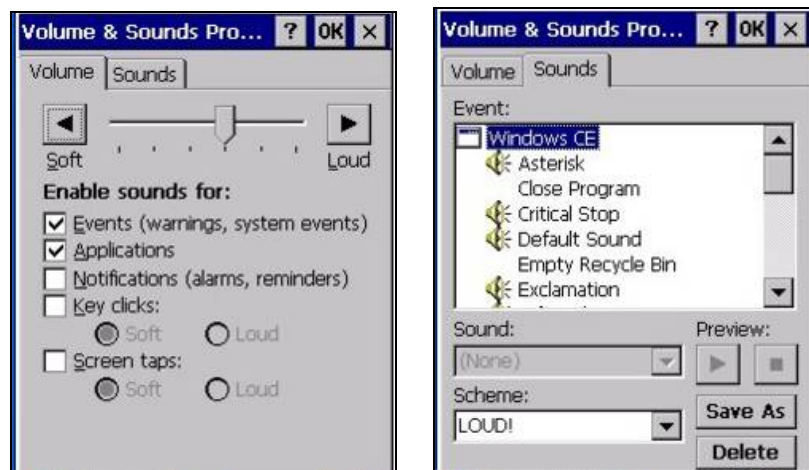 Volume & Sounds Pro... ? OK ×
Volume Sounds
Soft Loud
Enable sounds for:
Events (warnings, system events)
Applications
Notifications (alarms, reminders)
Key clicks:
Soft Loud
Screen taps:
Soft Loud
Volume & Sounds Pro... ? OK ×
Volume Sounds
Event:
Windows CE
Asterisk
Close Program
Critical Stop
Default Sound
Empty Recycle Bin
Exclamation
Sound: Preview:
(None)
Scheme:
LOUD! Save As
Delete